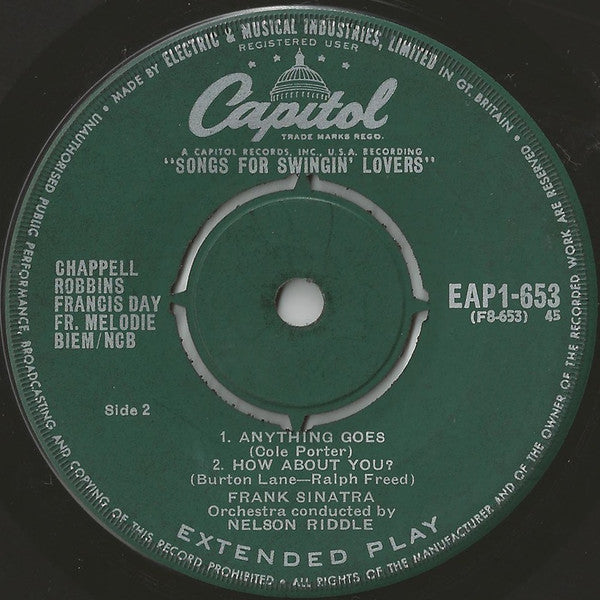 MADE BY ELECTRIC & MUSICAL INDUSTRIES, LIMITED IN GT. BRITAIN •
REGISTERED USER
Capitol
TRADE MARKS REGD.
A CAPITOL RECORDS, INC., U.S.A. RECORDING
"SONGS FOR SWINGIN' LOVERS"
CHAPPELL
ROBBINS
FRANCIS DAY
FR. MELODIE
BIEM/NCB
EAP1-653
(F8-653) 45
Side 2
1. ANYTHING GOES
(Cole Porter)
2. HOW ABOUT YOU?
(Burton Lane—Ralph Freed)
FRANK SINATRA
Orchestra conducted by
NELSON RIDDLE
EXTENDED PLAY
UNAUTHORISED PUBLIC PERFORMANCE, BROADCASTING AND COPYING OF THIS RECORD PROHIBITED • ALL RIGHTS OF THE MANUFACTURER AND OF THE OWNER OF THE RECORDED WORK ARE RESERVED •